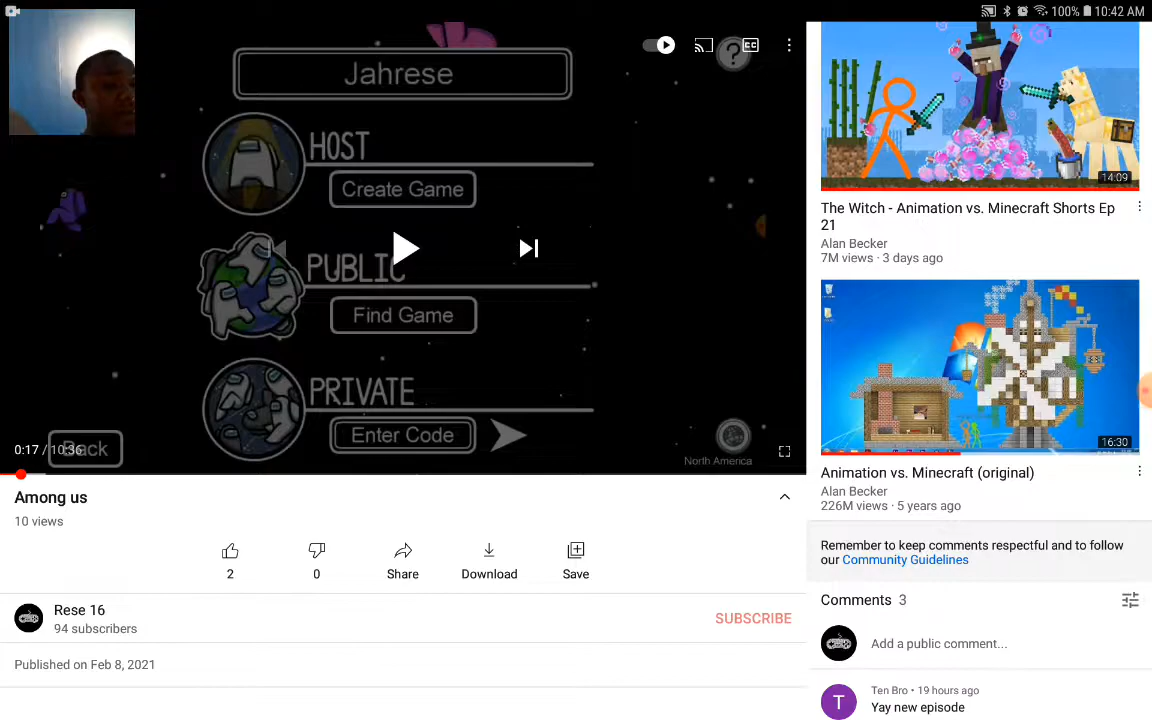 100% 10:42 AM
Jahrese
?
CC
HOST
Create Game
PUBLIC
Find Game
PRIVATE
Enter Code
Back
0:17 / 10:36
North America
Among us
10 views
2
0
Share
Download
Save
Rese 16
94 subscribers
SUBSCRIBE
Published on Feb 8, 2021
14:09
The Witch - Animation vs. Minecraft Shorts Ep
21
Alan Becker
7M views · 3 days ago
16:30
Animation vs. Minecraft (original)
Alan Becker
226M views · 5 years ago
Remember to keep comments respectful and to follow
our Community Guidelines
Comments 3
Add a public comment...
T
Ten Bro • 19 hours ago
Yay new episode